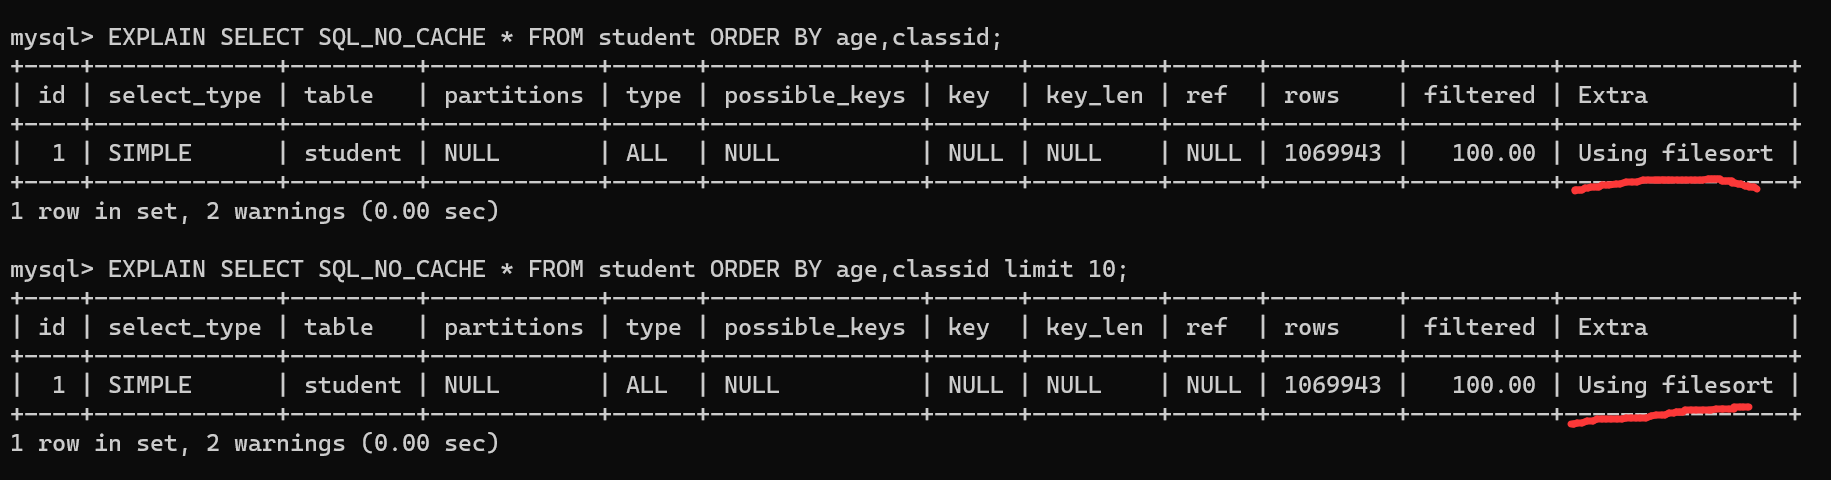 mysql> EXPLAIN SELECT SQL_NO_CACHE * FROM student ORDER BY age,classid;
+----+-------------+---------+------------+------+---------------+------+---------+------+---------+----------+----------------+
| id | select_type | table   | partitions | type | possible_keys | key  | key_len | ref  | rows    | filtered | Extra          |
+----+-------------+---------+------------+------+---------------+------+---------+------+---------+----------+----------------+
|  1 | SIMPLE      | student | NULL       | ALL  | NULL          | NULL | NULL    | NULL | 1069943 |   100.00 | Using filesort |
+----+-------------+---------+------------+------+---------------+------+---------+------+---------+----------+----------------+
1 row in set, 2 warnings (0.00 sec)
mysql> EXPLAIN SELECT SQL_NO_CACHE * FROM student ORDER BY age,classid limit 10;
+----+-------------+---------+------------+------+---------------+------+---------+------+---------+----------+----------------+
| id | select_type | table   | partitions | type | possible_keys | key  | key_len | ref  | rows    | filtered | Extra          |
+----+-------------+---------+------------+------+---------------+------+---------+------+---------+----------+----------------+
|  1 | SIMPLE      | student | NULL       | ALL  | NULL          | NULL | NULL    | NULL | 1069943 |   100.00 | Using filesort |
+----+-------------+---------+------------+------+---------------+------+---------+------+---------+----------+----------------+
1 row in set, 2 warnings (0.00 sec)